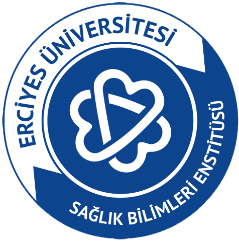 ERCİYES ÜNİVERSİTESİ
SAĞLIK BİLİMLERİ ENSTİTÜSÜ